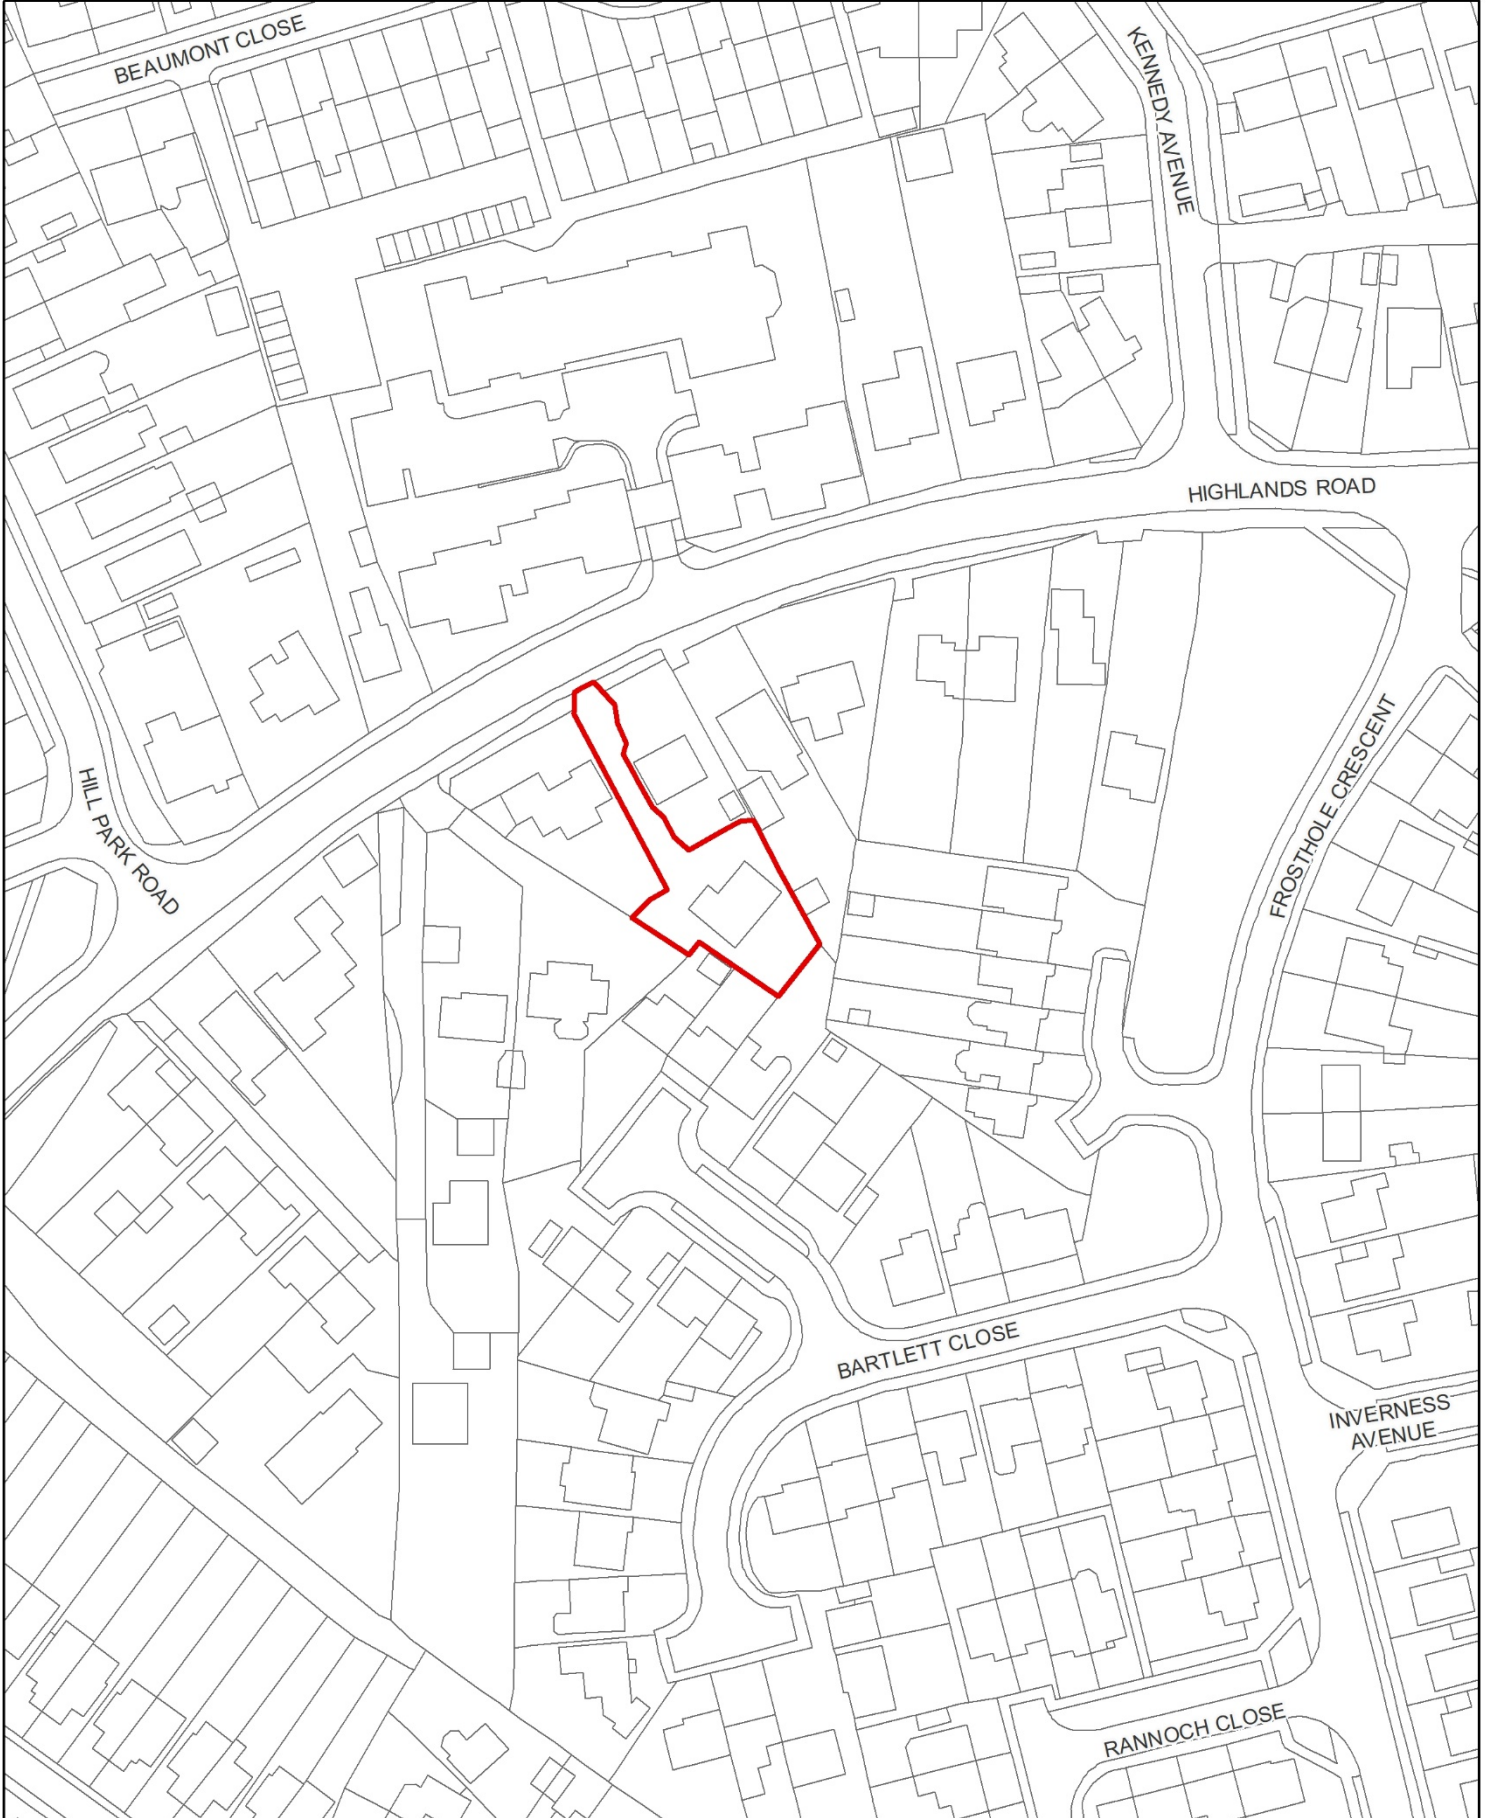 BEAUMONT CLOSE
KENNEDY AVENUE
HIGHLANDS ROAD
HILL PARK ROAD
FROSTHOLE CRESCENT
BARTLETT CLOSE
INVERNESS
AVENUE
RANNOCH CLOSE